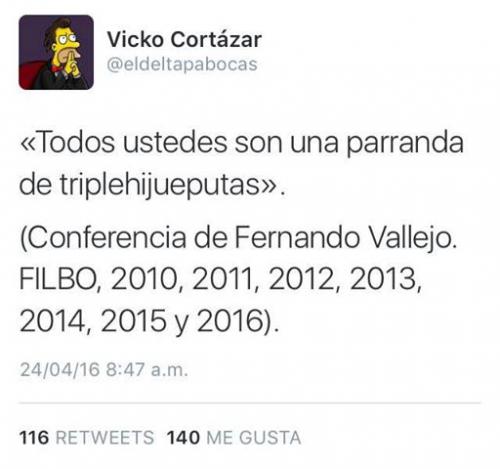 Vicko Cortázar
@eldeltapabocas
«Todos ustedes son una parranda
de triplehijueputas».
(Conferencia de Fernando Vallejo.
FILBO, 2010, 2011, 2012, 2013,
2014, 2015 y 2016).
24/04/16 8:47 a.m.
116 RETWEETS 140 ME GUSTA